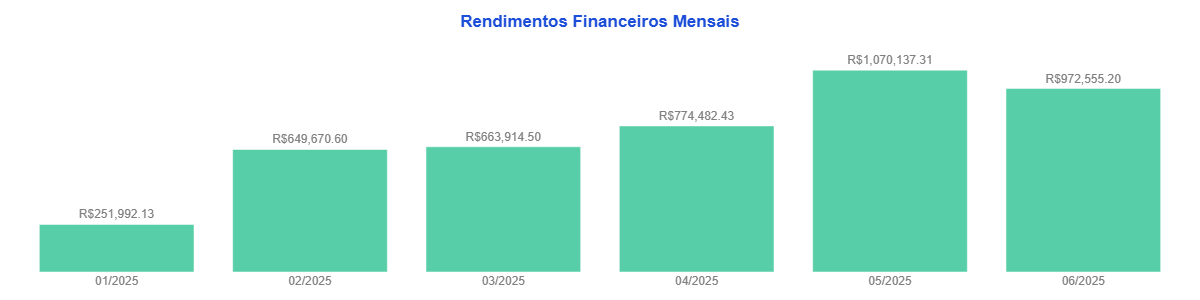 Rendimentos Financeiros Mensais
R$251,992.13
R$649,670.60
R$663,914.50
R$774,482.43
R$1,070,137.31
R$972,555.20
01/2025
02/2025
03/2025
04/2025
05/2025
06/2025